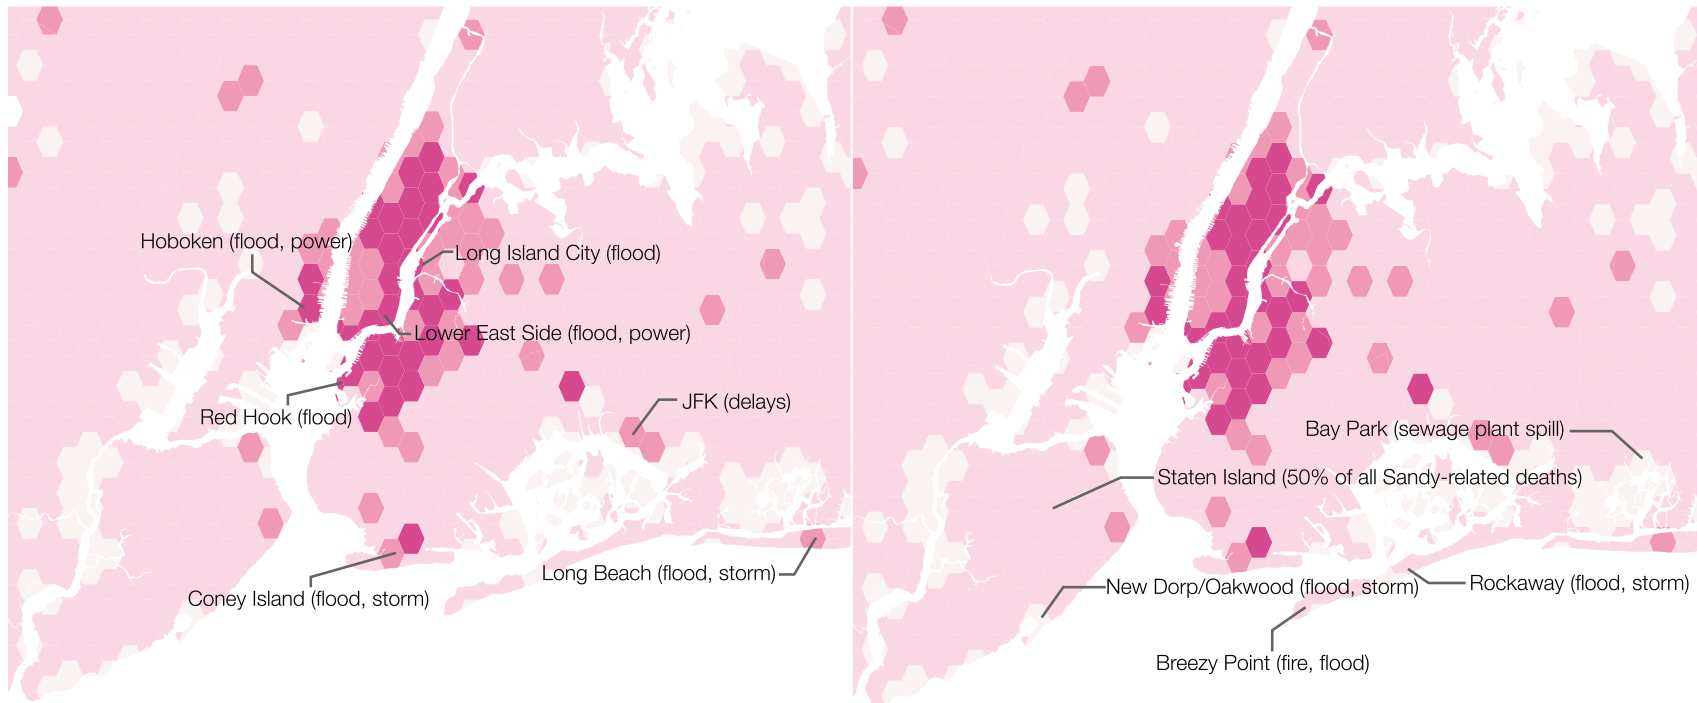 Hoboken (flood, power)
Long Island City (flood)
Lower East Side (flood, power)
Red Hook (flood)
JFK (delays)
Long Beach (flood, storm)
Coney Island (flood, storm)
Bay Park (sewage plant spill)
Staten Island (50% of all Sandy-related deaths)
New Dorp/Oakwood (flood, storm)
Rockaway (flood, storm)
Breezy Point (fire, flood)